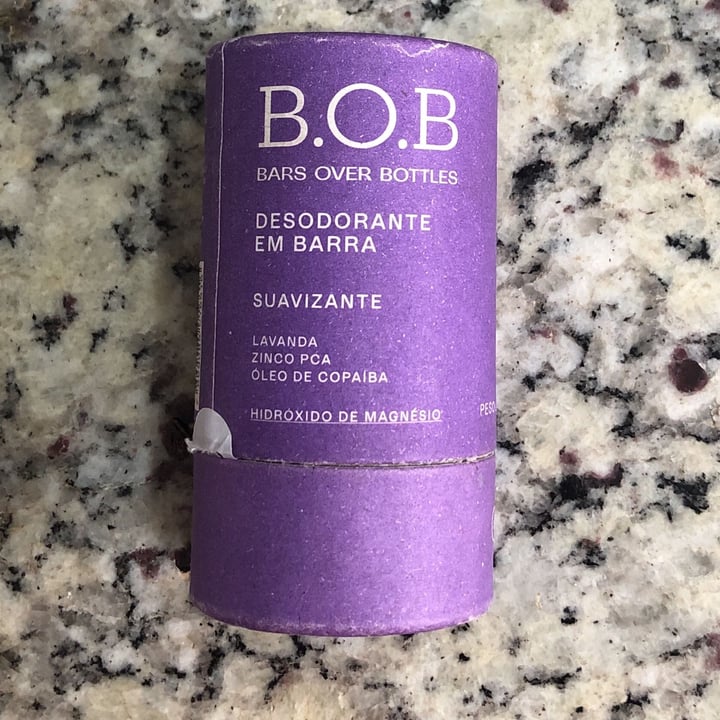 B.O.B
BARS OVER BOTTLES
DESODORANTE
EM BARRA
SUAVIZANTE
LAVANDA
ZINCO PCA
ÓLEO DE COPAÍBA
HIDRÓXIDO DE MAGNÉSIO